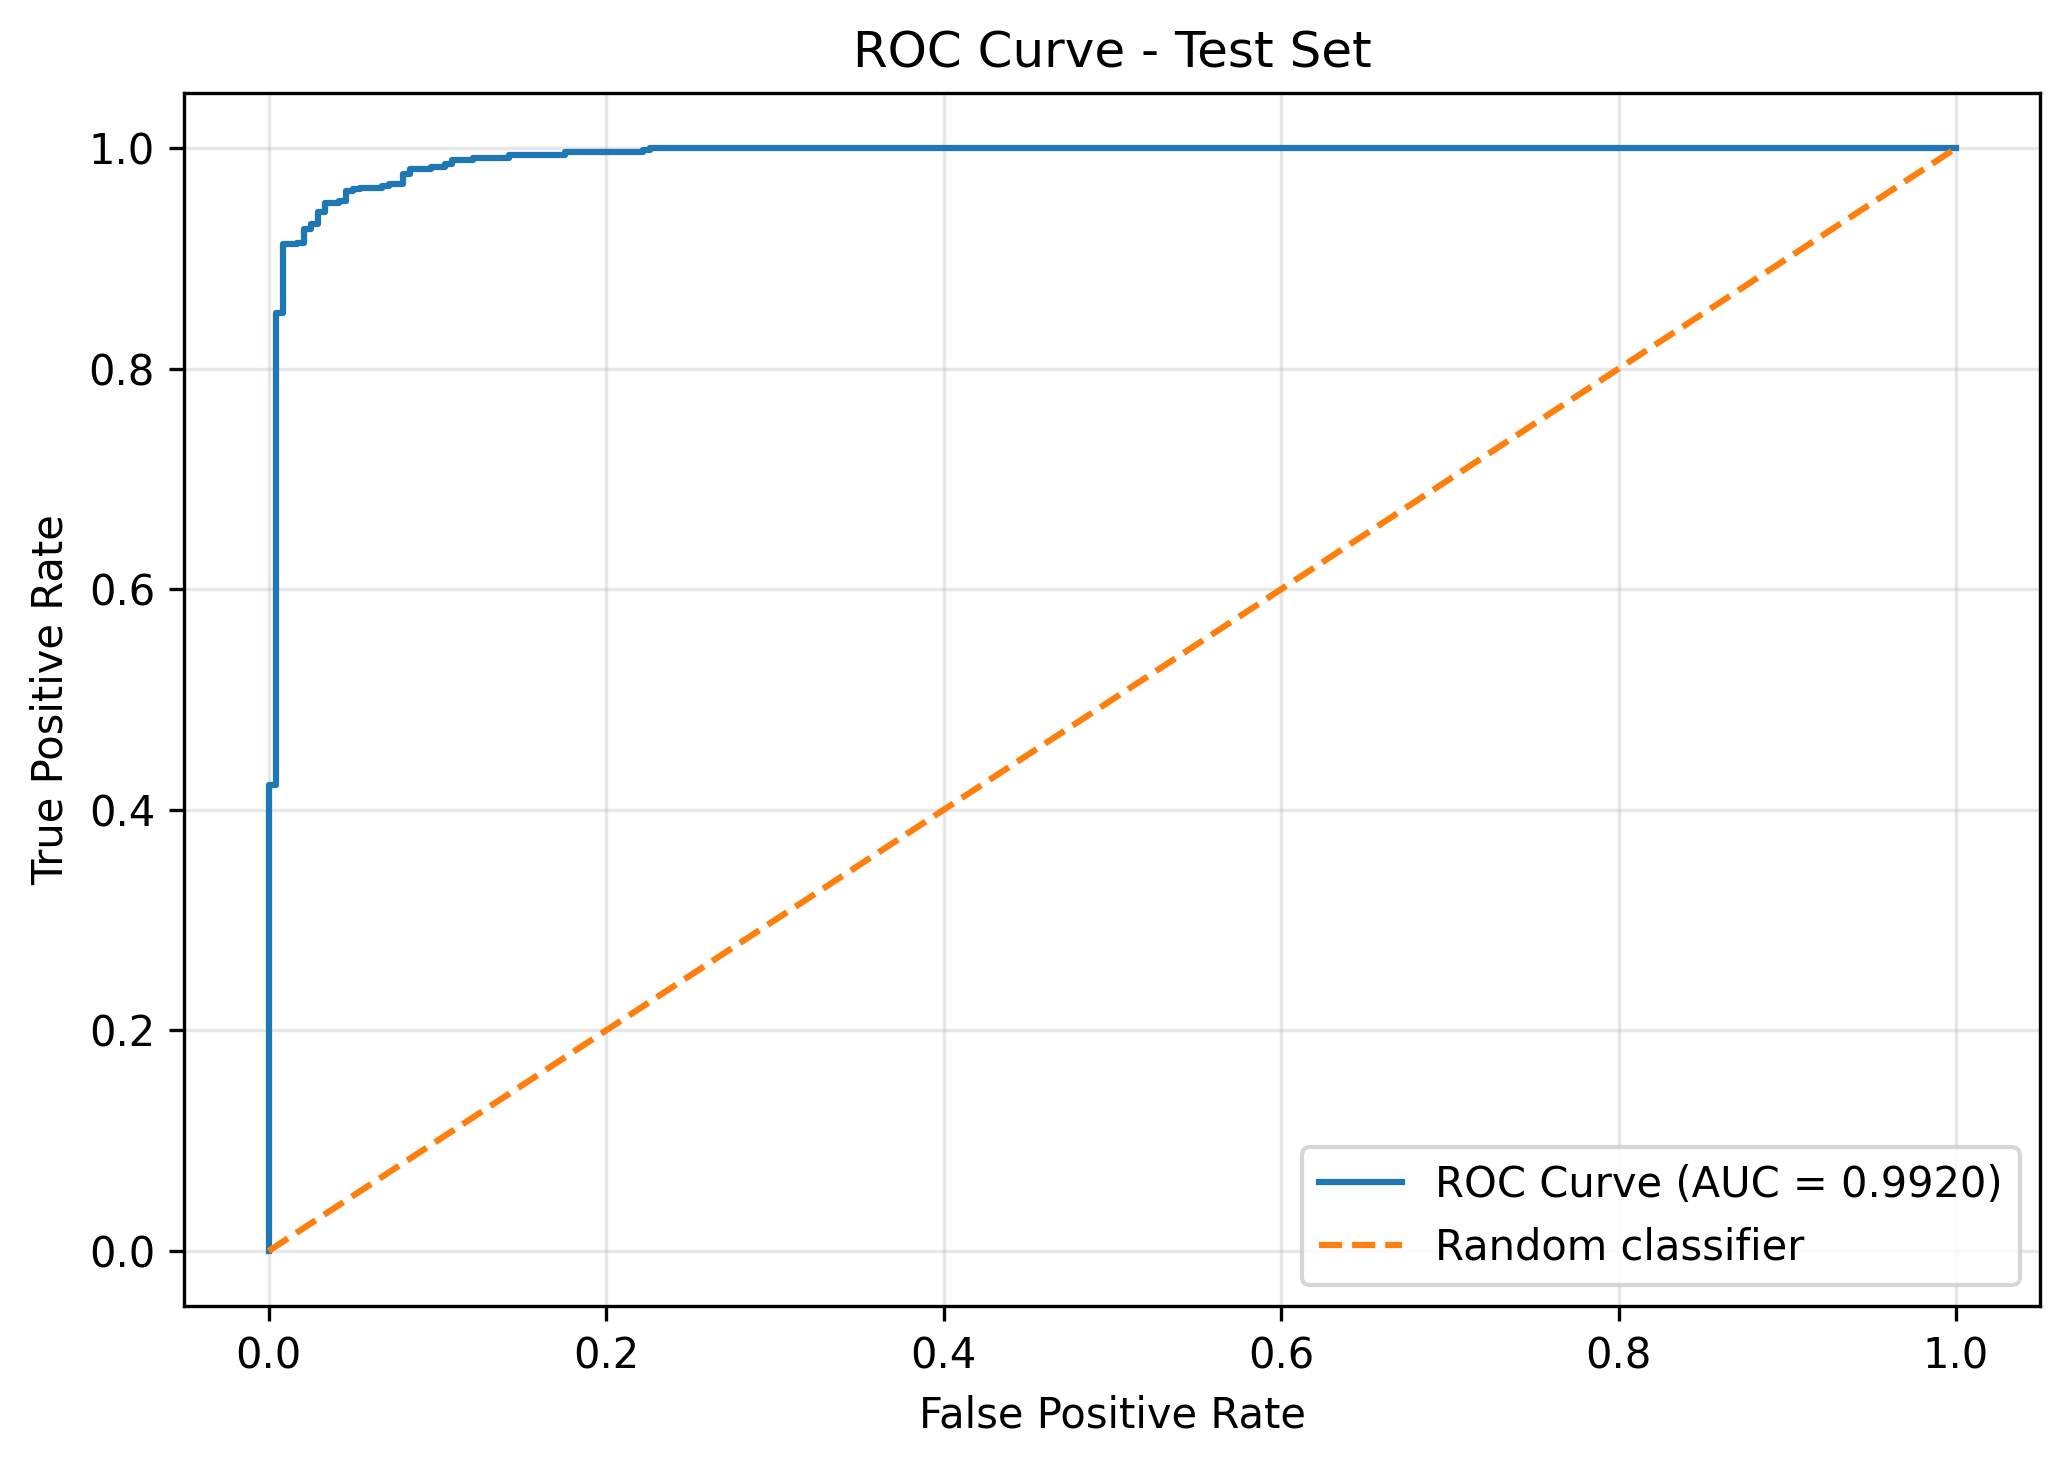 ROC Curve - Test Set
True Positive Rate
1.0
0.8
0.6
0.4
0.2
0.0
ROC Curve (AUC = 0.9920)
Random classifier
0.0 0.2 0.4 0.6 0.8 1.0
False Positive Rate